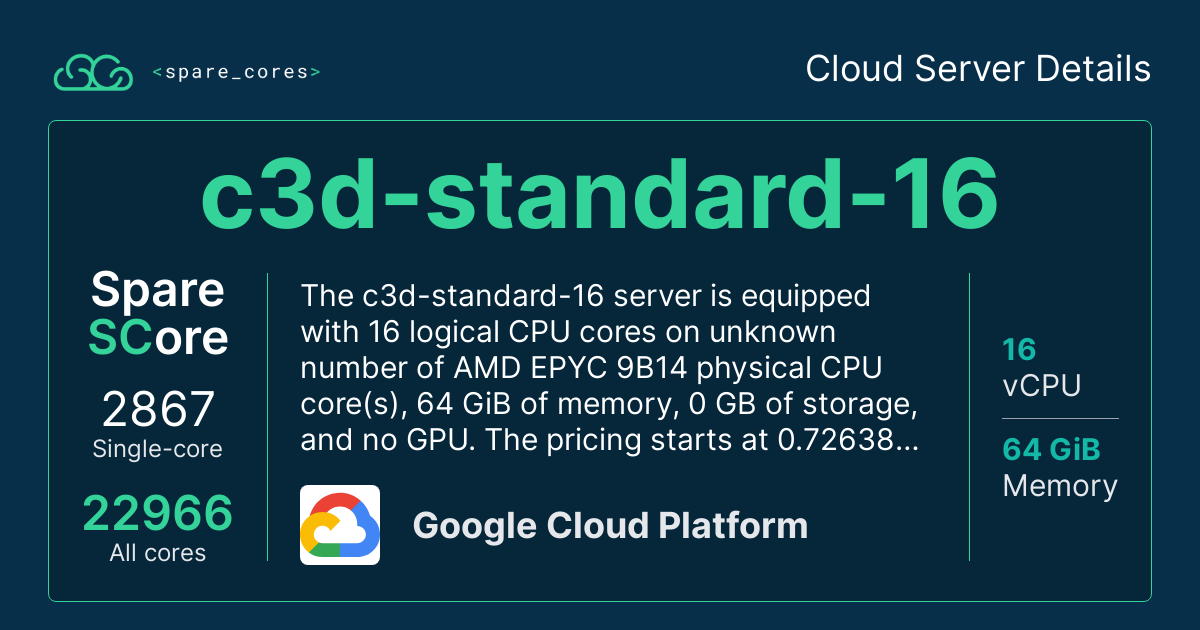 <spare_cores>
Cloud Server Details
c3d-standard-16
Spare
SCore
2867
Single-core
22966
All cores
The c3d-standard-16 server is equipped
with 16 logical CPU cores on unknown
number of AMD EPYC 9B14 physical CPU
core(s), 64 GiB of memory, 0 GB of storage,
and no GPU. The pricing starts at 0.72638...
Google Cloud Platform
16
vCPU
64 GiB
Memory